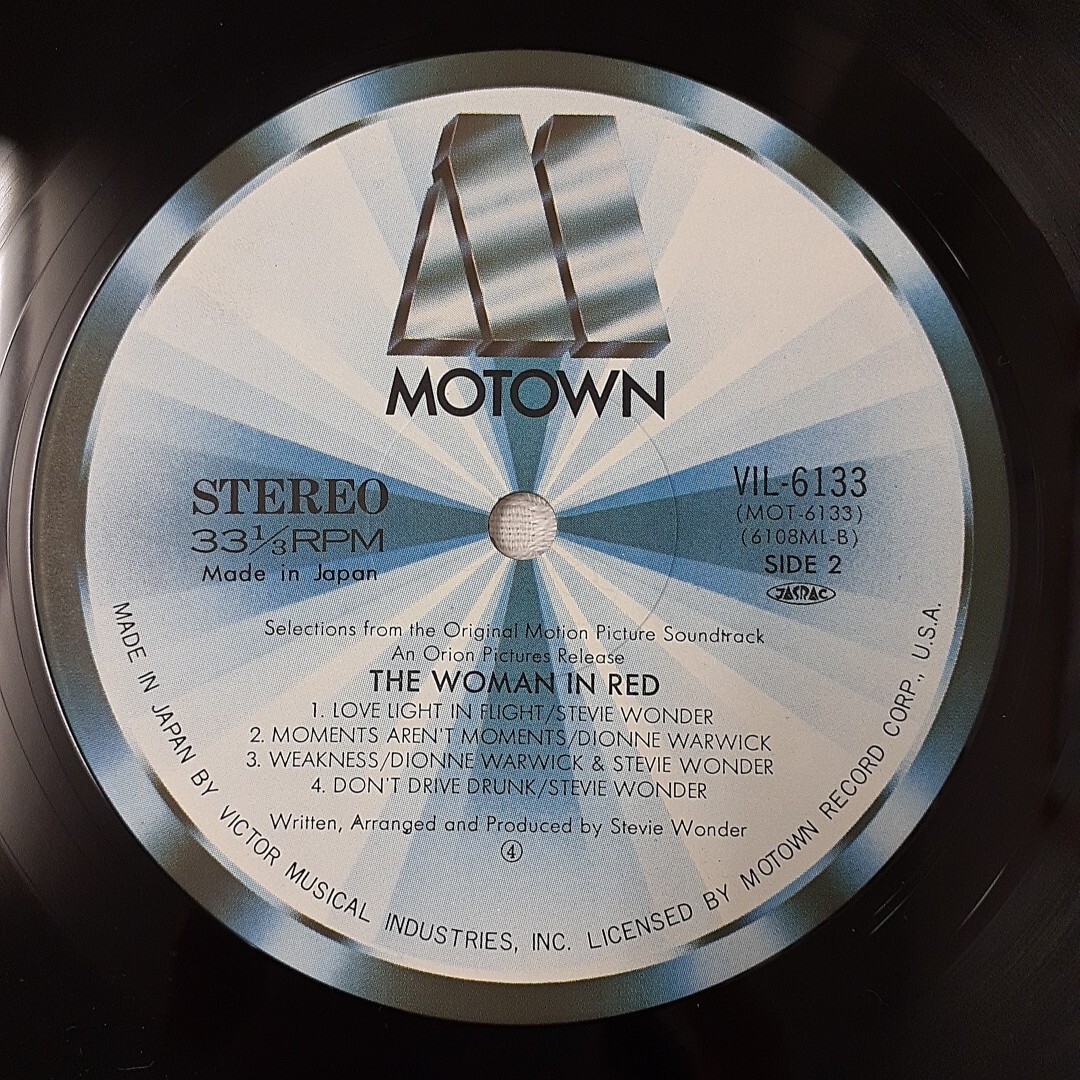 MOTOWN
STEREO
33⅓RPM
Made in Japan
VIL-6133
(MOT-6133)
(6108ML-B)
SIDE 2
JASRAC
Selections from the Original Motion Picture Soundtrack
An Orion Pictures Release
THE WOMAN IN RED
1. LOVE LIGHT IN FLIGHT/STEVIE WONDER
2. MOMENTS AREN'T MOMENTS/DIONNE WARWICK
3. WEAKNESS/DIONNE WARWICK & STEVIE WONDER
4. DON'T DRIVE DRUNK/STEVIE WONDER
Written, Arranged and Produced by Stevie Wonder
④
MADE IN JAPAN BY VICTOR MUSICAL INDUSTRIES, INC. LICENSED BY MOTOWN RECORD CORP., U.S.A.